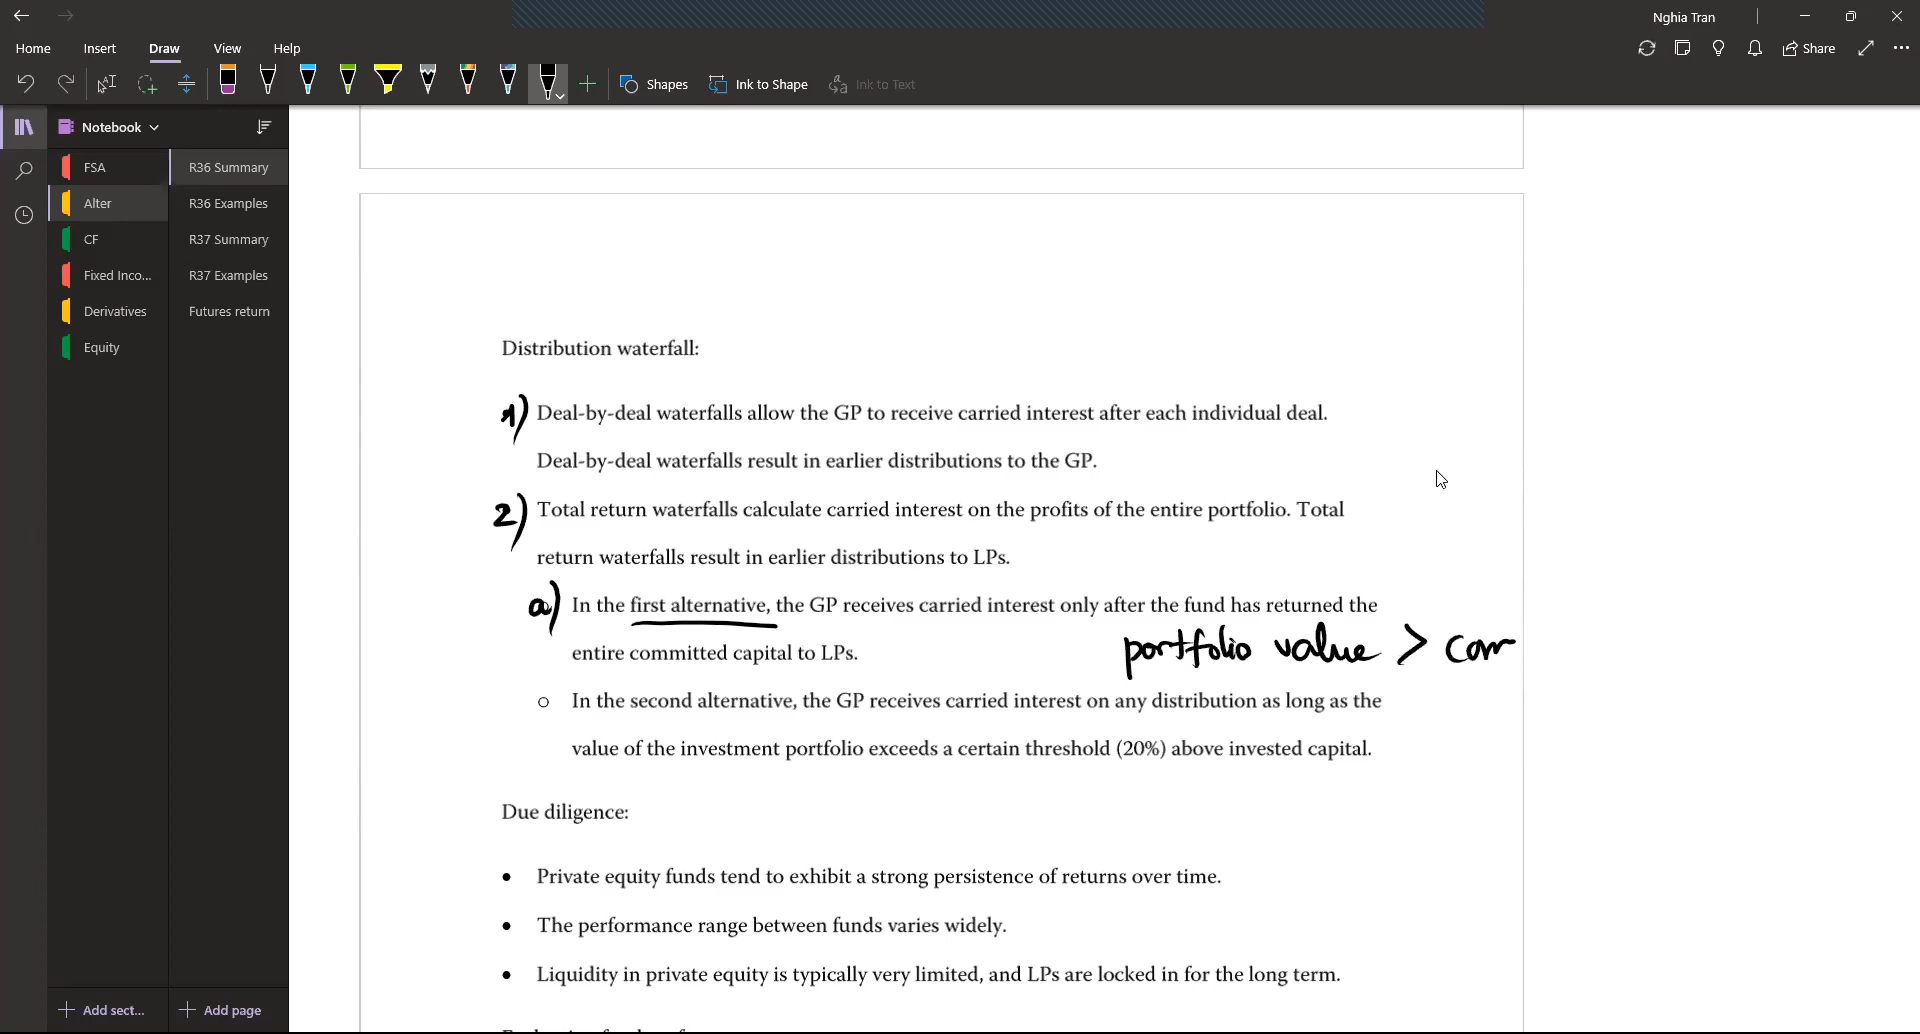 Nghia Tran
Home Insert Draw View Help
Share
Shapes Ink to Shape Ink to Text
Notebook
FSA
Alter
CF
Fixed Inco...
Derivatives
Equity
R36 Summary
R36 Examples
R37 Summary
R37 Examples
Futures return
Distribution waterfall:
1) Deal-by-deal waterfalls allow the GP to receive carried interest after each individual deal.
Deal-by-deal waterfalls result in earlier distributions to the GP.
2) Total return waterfalls calculate carried interest on the profits of the entire portfolio. Total
return waterfalls result in earlier distributions to LPs.
a) In the first alternative, the GP receives carried interest only after the fund has returned the
entire committed capital to LPs.
portfolio value > com
In the second alternative, the GP receives carried interest on any distribution as long as the
value of the investment portfolio exceeds a certain threshold (20%) above invested capital.
Due diligence:
Private equity funds tend to exhibit a strong persistence of returns over time.
The performance range between funds varies widely.
Liquidity in private equity is typically very limited, and LPs are locked in for the long term.
Add sect... Add page